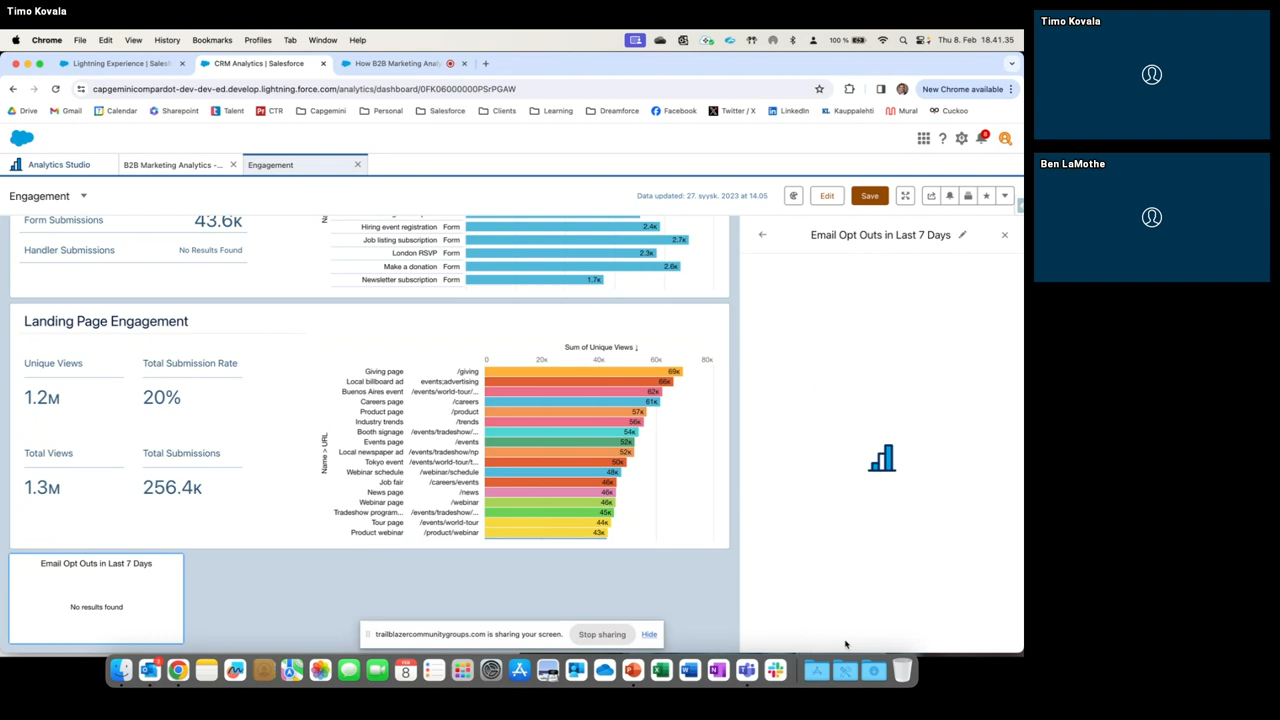 Timo Kovala
Chrome File Edit View History Bookmarks Profiles Tab Window Help
100 % Thu 8. Feb 18.41.35
Lightning Experience | Salesf
CRM Analytics | Salesforce
How B2B Marketing Anal
capgeminicompardot-dev-dev-ed.develop.lightning.force.com/analytics/dashboard/0FK06000000PSrPGAW
New Chrome available
Drive Gmail Calendar Sharepoint Talent CTR Capgemini Personal Salesforce Clients Learning Dreamforce Facebook Twitter / X LinkedIn Kauppalehti Mural Cuckoo
8
Analytics Studio
B2B Marketing Analytics -...
Engagement
Engagement
Data updated: 27. syysk. 2023 at 14.05
Edit
Save
Form Submissions
43.6k
Handler Submissions
No Results Found
Hiring event registration Form 2.4k
Job listing subscription Form 2.7k
London RSVP Form 2.3k
Make a donation Form 2.6k
Newsletter subscription Form 1.7k
Landing Page Engagement
Unique Views
1.2M
Total Submission Rate
20%
Total Views
1.3M
Total Submissions
256.4K
Sum of Unique Views ↓
0 20K 40K 60K 80K
Name > URL
Giving page /giving 69K
Local billboard ad events;advertising 66K
Buenos Aires event /events/world-tour/... 62K
Careers page /careers 61K
Product page /product 57K
Industry trends /trends 56K
Booth signage /events/tradeshow/... 54K
Events page /events 52K
Local newspaper ad /events/tradeshow/np 52K
Tokyo event /events/world-tour/t... 50K
Webinar schedule /webinar/schedule 48K
Job fair /careers/events 46K
News page /news 46K
Webinar page /webinar 46K
Tradeshow program... /events/tradeshow/... 45K
Tour page /events/world-tour 44K
Product webinar /product/webinar 43K
Email Opt Outs in Last 7 Days
No results found
Email Opt Outs in Last 7 Days
trailblazercommunitygroups.com is sharing your screen.
Stop sharing
Hide
FEB
8
Timo Kovala
Ben LaMothe